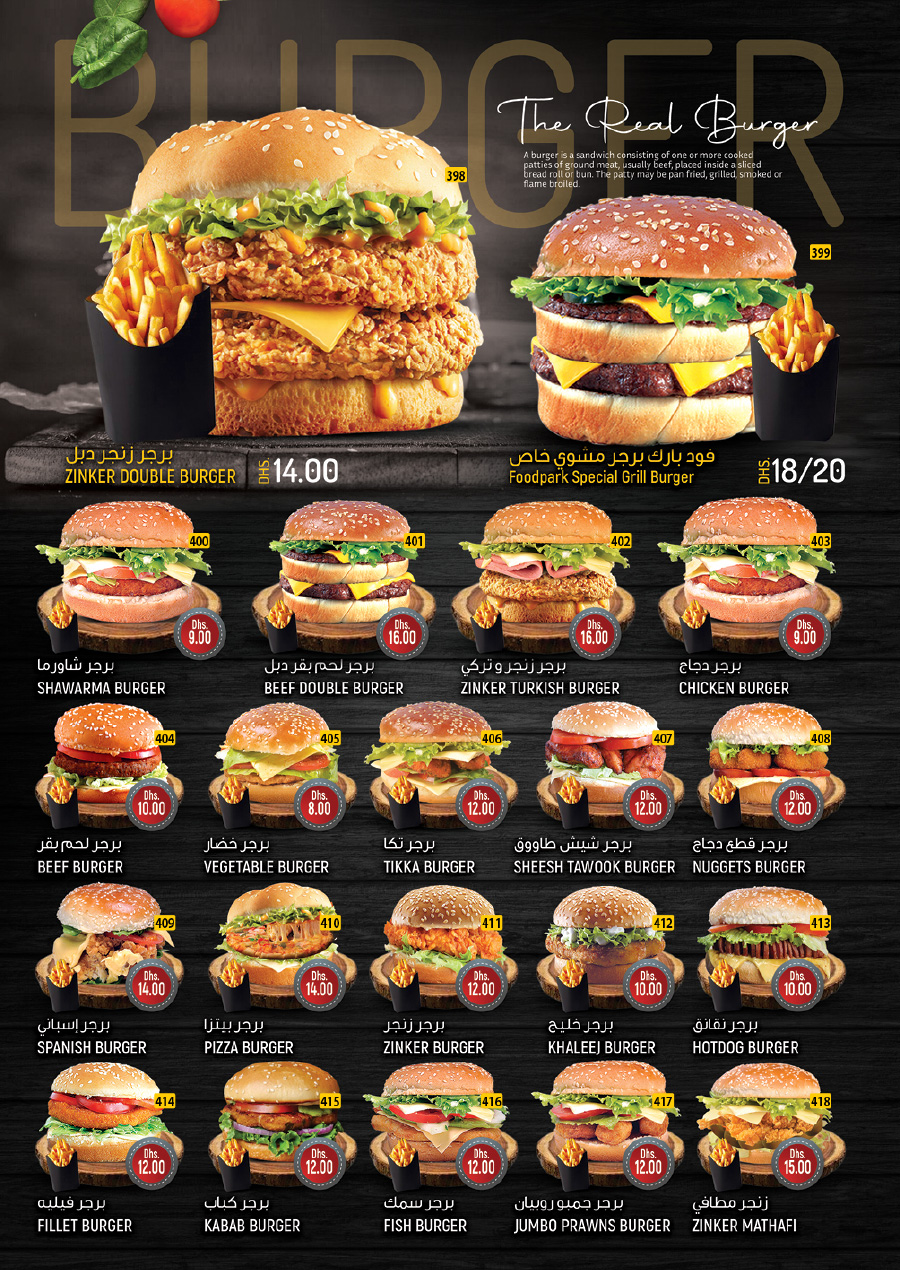 BURGER
The Real Burger
A burger is a sandwich consisting of one or more cooked
patties of ground meat, usually beef, placed inside a sliced
bread roll or bun. The patty may be pan fried, grilled, smoked or
flame broiled.
398
399
برجر زنجر دبل
ZINKER DOUBLE BURGER
DHS. 14.00
فود بارك برجر مشوي خاص
Foodpark Special Grill Burger
DHS. 18/20
400
Dhs.
9.00
برجر شاورما
SHAWARMA BURGER
401
Dhs.
16.00
برجر لحم بقر دبل
BEEF DOUBLE BURGER
402
Dhs.
16.00
برجر زنجر وتركي
ZINKER TURKISH BURGER
403
Dhs.
9.00
برجر دجاج
CHICKEN BURGER
404
Dhs.
10.00
برجر لحم بقر
BEEF BURGER
405
Dhs.
8.00
برجر خضار
VEGETABLE BURGER
406
Dhs.
12.00
برجر تكا
TIKKA BURGER
407
Dhs.
12.00
برجر شيش طاووق
SHEESH TAWOOK BURGER
408
Dhs.
12.00
برجر قطع دجاج
NUGGETS BURGER
409
Dhs.
14.00
برجر إسباني
SPANISH BURGER
410
Dhs.
14.00
برجر بيتزا
PIZZA BURGER
411
Dhs.
12.00
برجر زنجر
ZINKER BURGER
412
Dhs.
10.00
برجر خليج
KHALEEJ BURGER
413
Dhs.
10.00
برجر نقانق
HOTDOG BURGER
414
Dhs.
12.00
برجر فيليه
FILLET BURGER
415
Dhs.
12.00
برجر كباب
KABAB BURGER
416
Dhs.
12.00
برجر سمك
FISH BURGER
417
Dhs.
12.00
برجر جمبو روبيان
JUMBO PRAWNS BURGER
418
Dhs.
15.00
زنجر مطافي
ZINKER MATHAFI